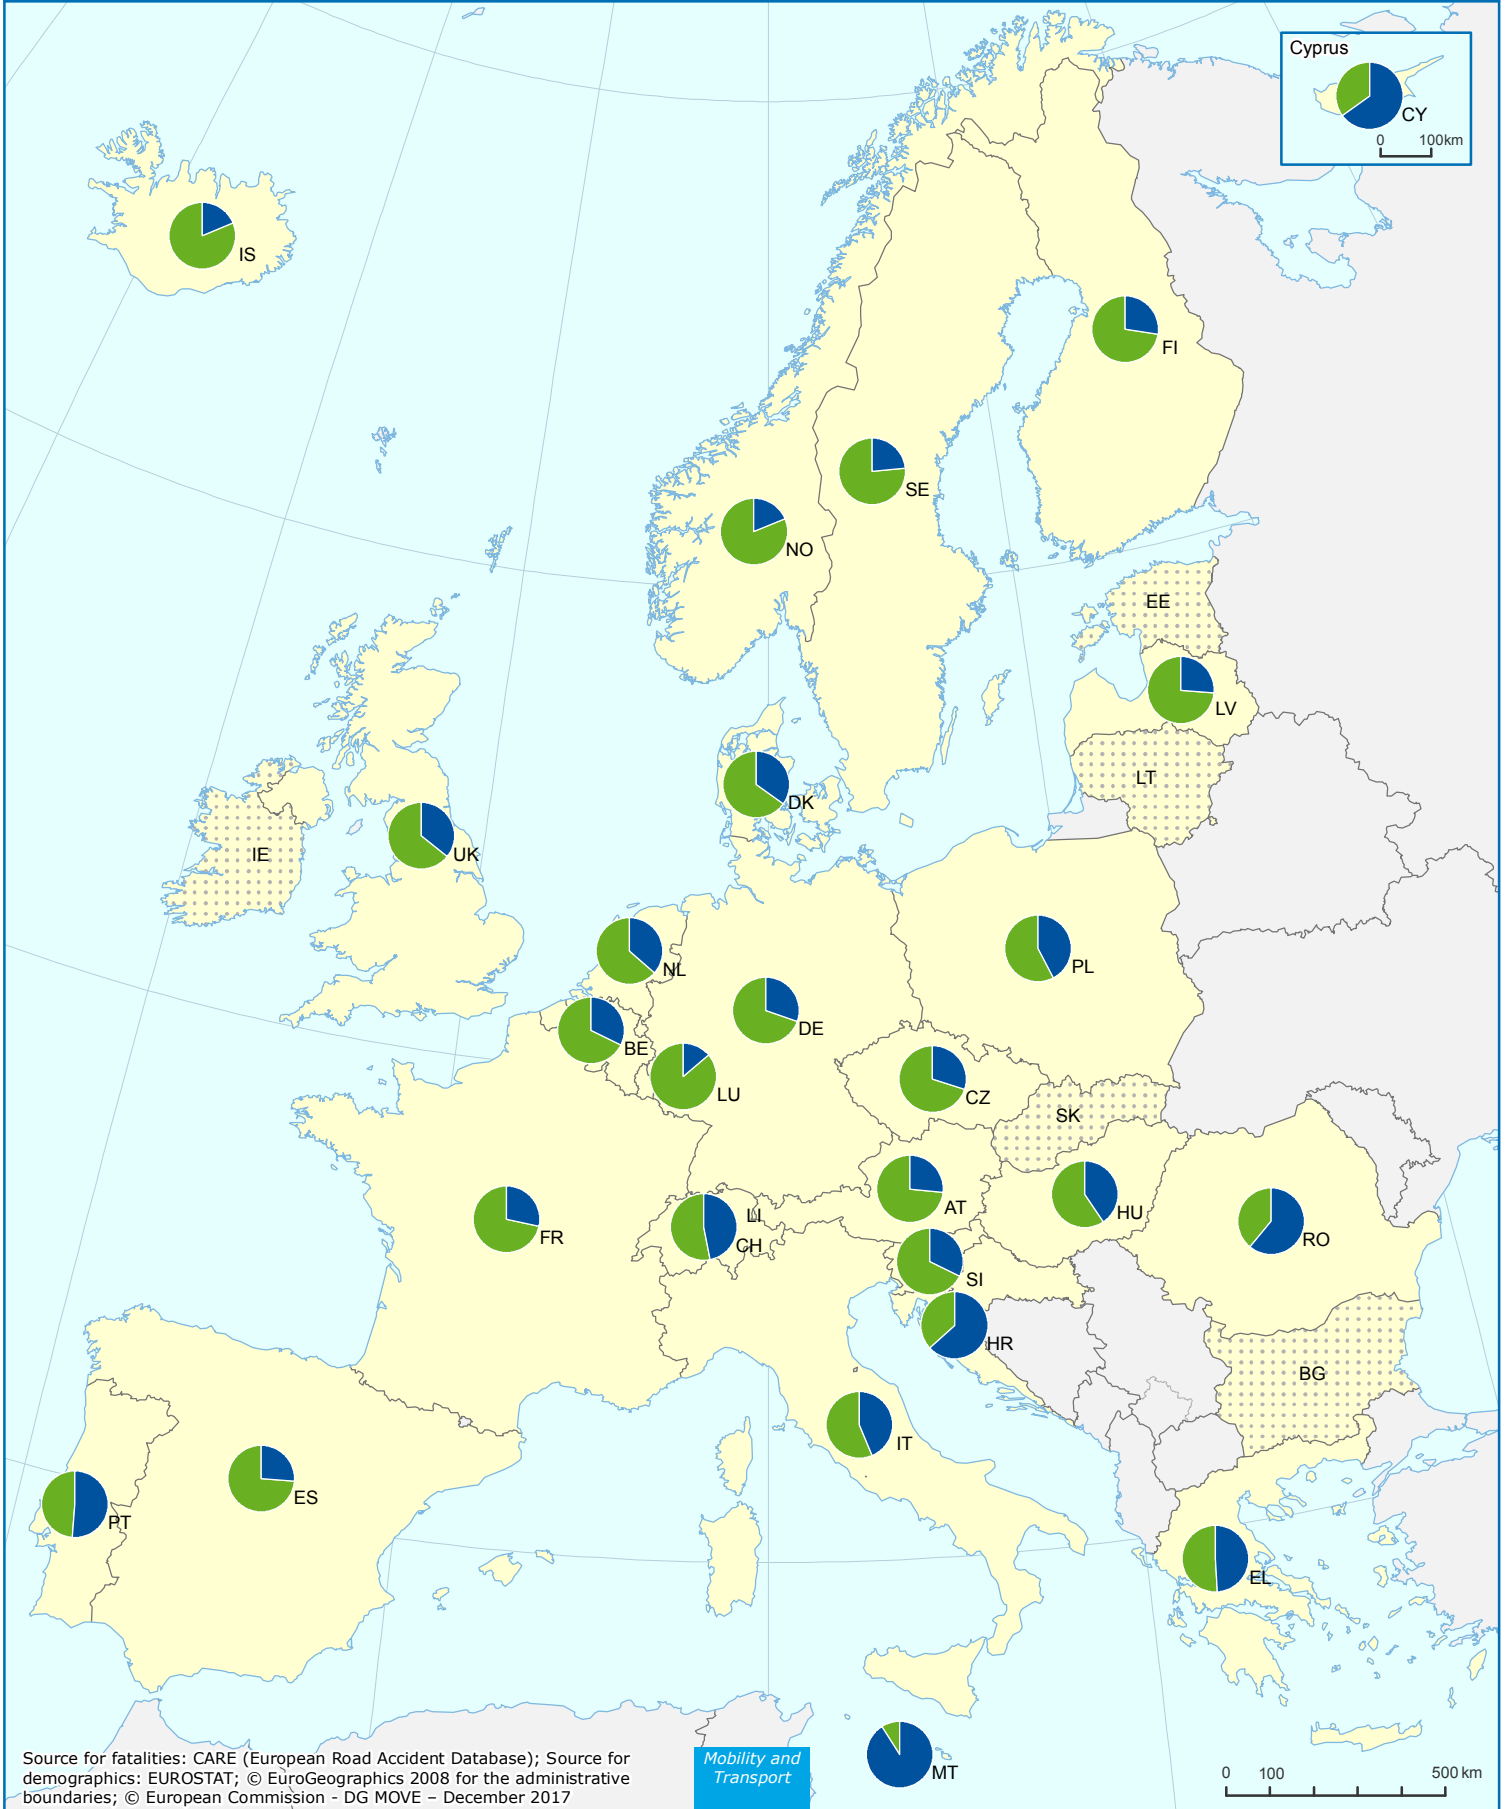 Cyprus
CY
0 100km
IS
FI
SE
NO
EE
LV
LT
DK
UK
IE
NL
PL
DE
BE
LU
CZ
SK
AT
HU
LI
CH
FR
RO
SI
HR
BG
IT
ES
PT
EL
MT
Source for fatalities: CARE (European Road Accident Database); Source for
demographics: EUROSTAT; © EuroGeographics 2008 for the administrative
boundaries; © European Commission - DG MOVE – December 2017
Mobility and
Transport
0 100 500 km